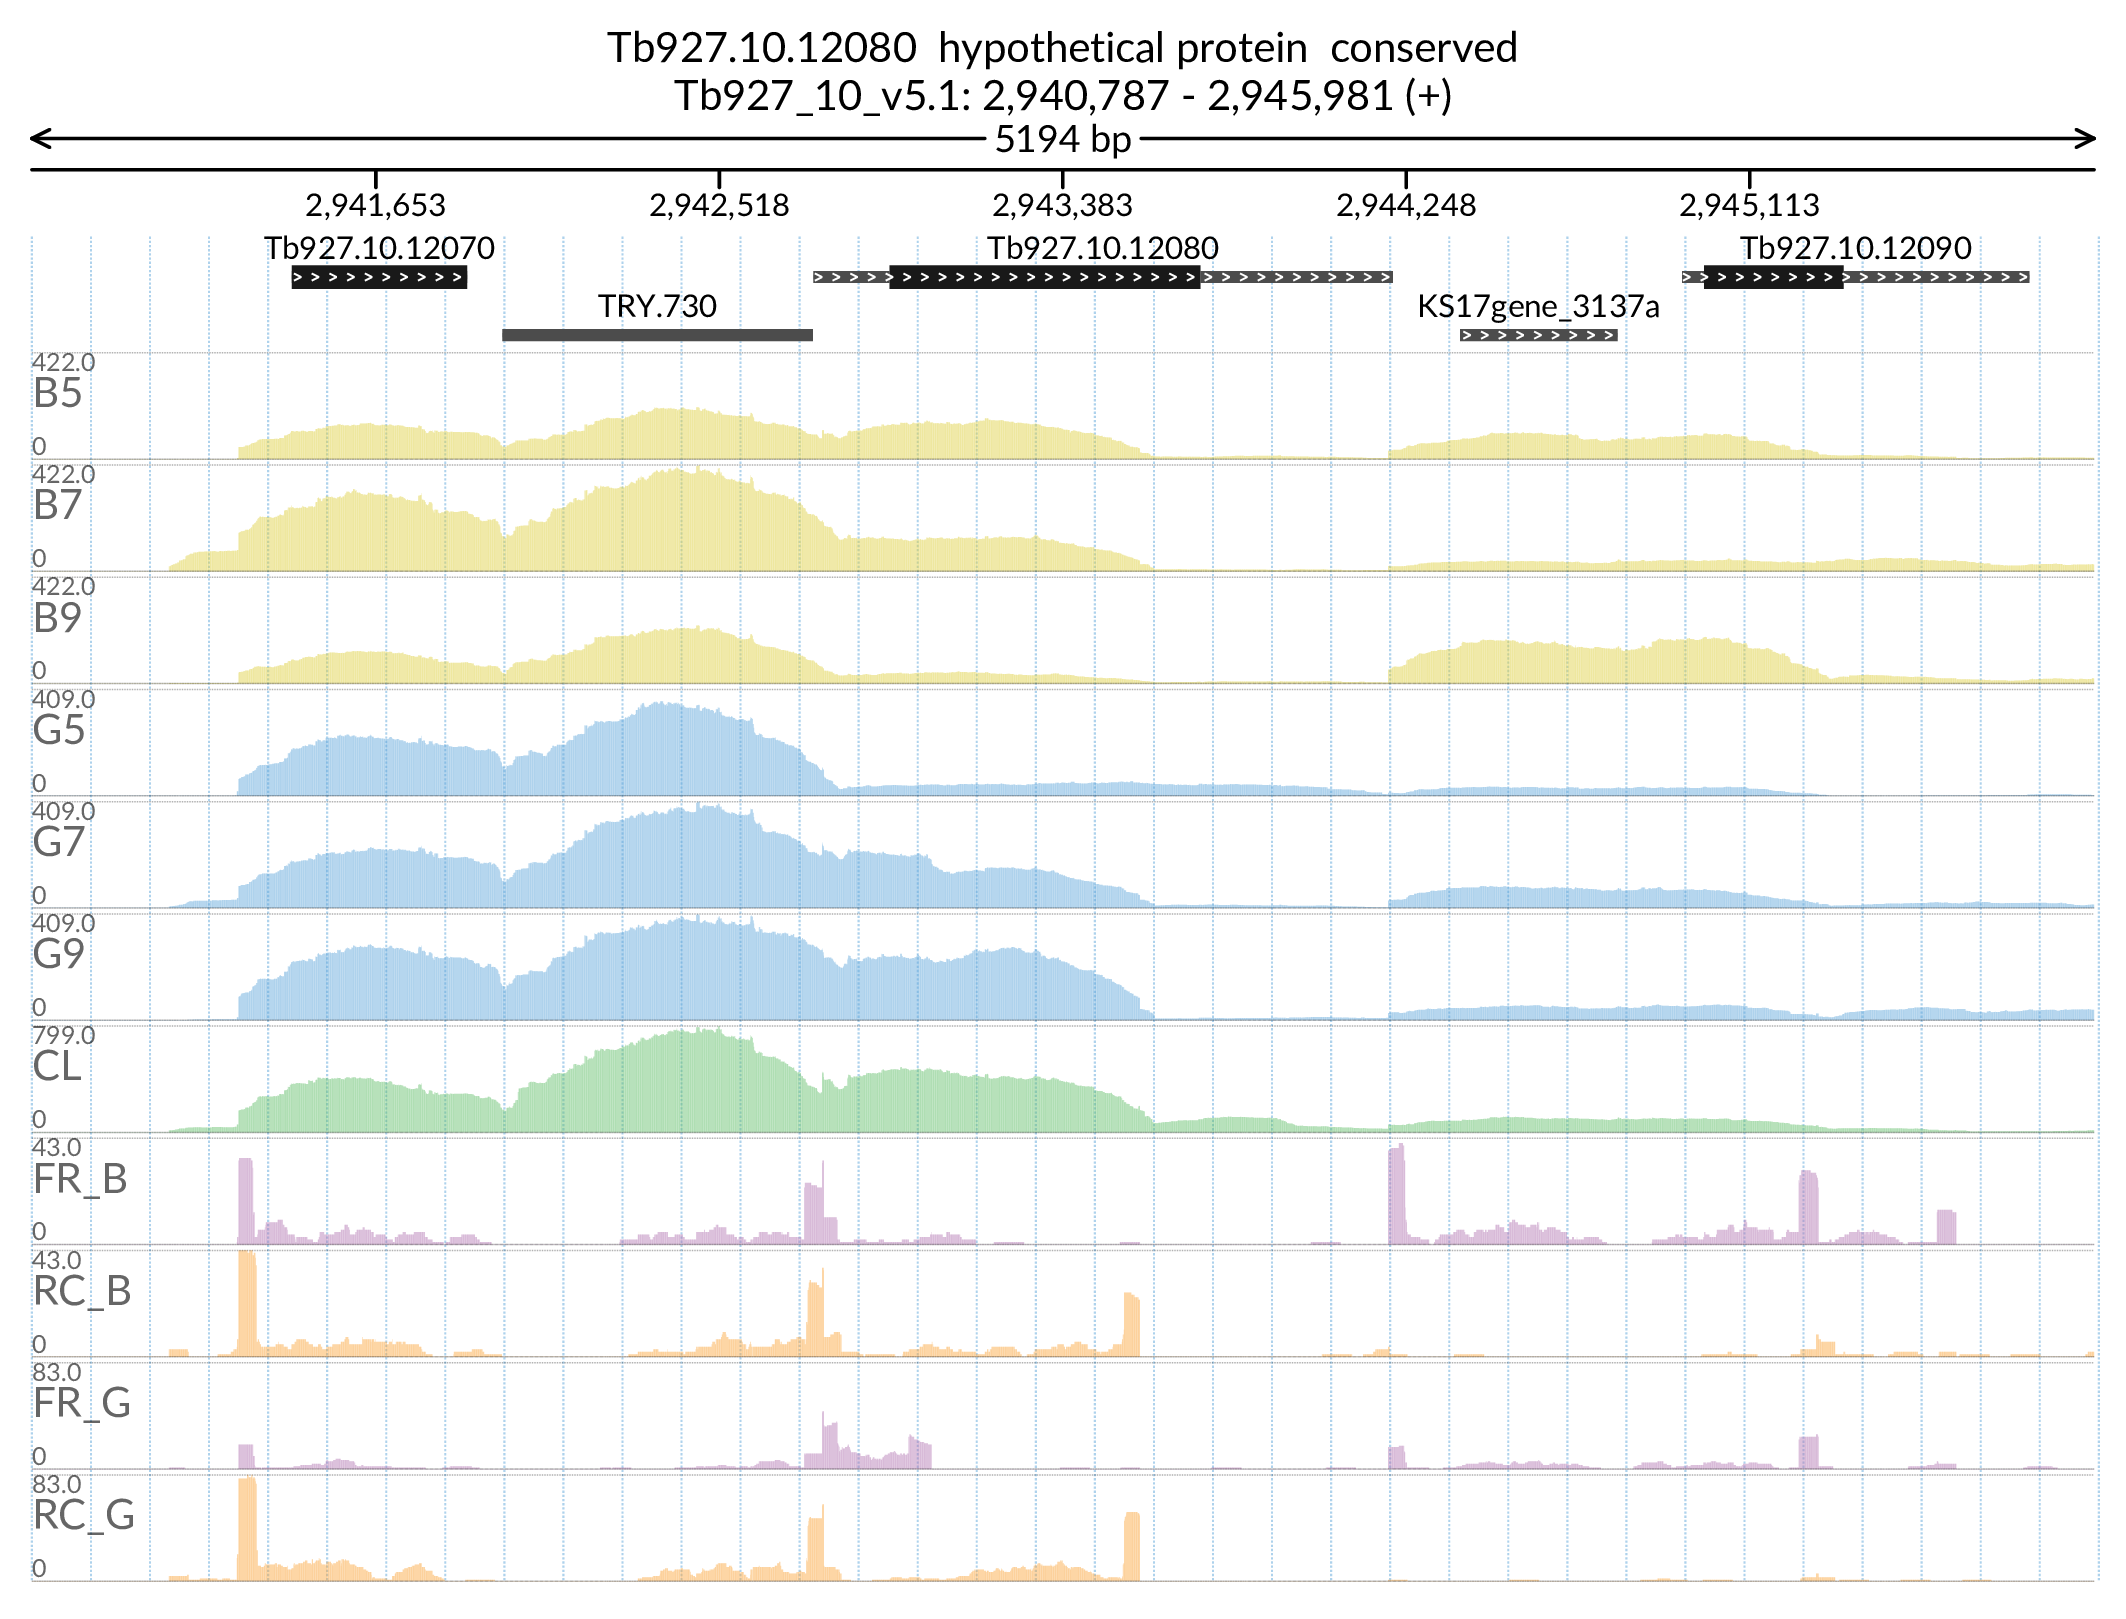 Tb927.10.12080  hypothetical protein  conserved
Tb927_10_v5.1: 2,940,787 - 2,945,981 (+)
5194 bp
2,941,653 2,942,518 2,943,383 2,944,248 2,945,113
Tb927.10.12070 Tb927.10.12080 Tb927.10.12090
TRY.730 KS17gene_3137a
422.0
B5
0
422.0
B7
0
422.0
B9
0
409.0
G5
0
409.0
G7
0
409.0
G9
0
799.0
CL
0
43.0
FR_B
0
43.0
RC_B
0
83.0
FR_G
0
83.0
RC_G
0